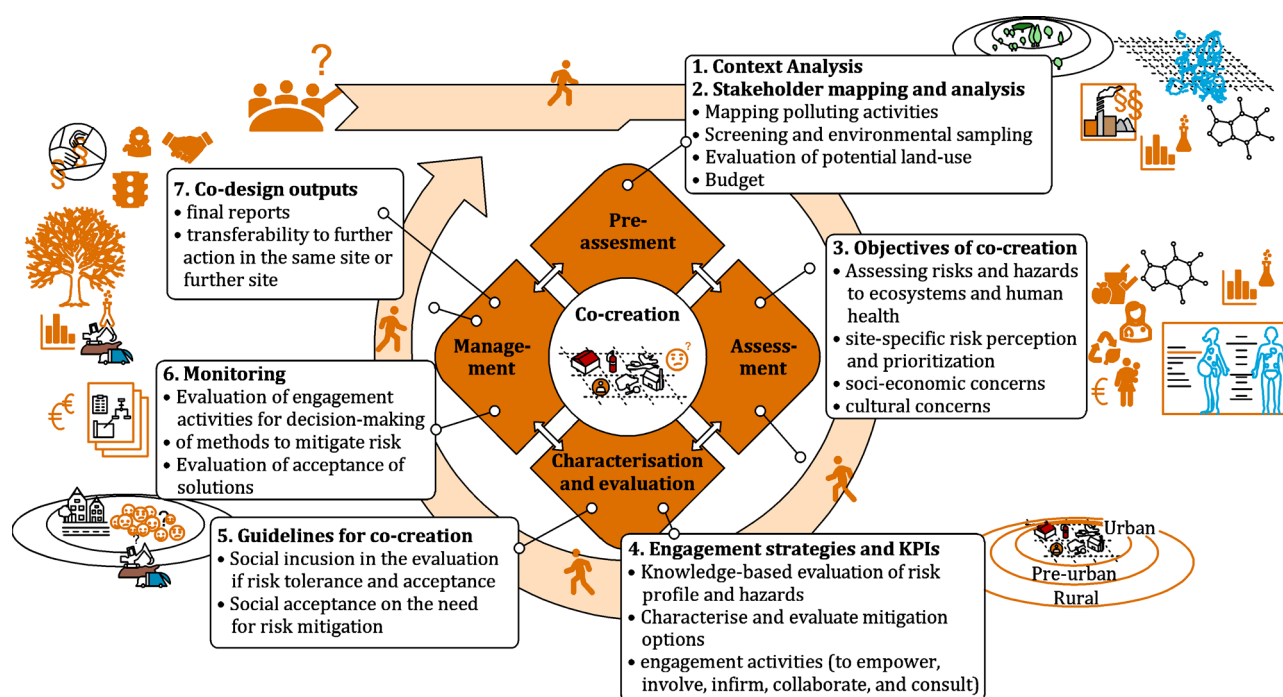 ?
1. Context Analysis
2. Stakeholder mapping and analysis
• Mapping polluting activities
• Screening and environmental sampling
• Evaluation of potential land-use
• Budget
§§
§
§
7. Co-design outputs
• final reports
• transferability to further
action in the same site or
further site
Pre-
assesment
3. Objectives of co-creation
• Assessing risks and hazards
to ecosystems and human
health
• site-specific risk perception
and prioritization
• soci-economic concerns
• cultural concerns
€
Co-creation
?
Manage-
ment
Assess-
ment
6. Monitoring
• Evaluation of engagement
activities for decision-making
• of methods to mitigate risk
• Evaluation of acceptance of
solutions
€
€
Characterisation
and evaluation
?
5. Guidelines for co-creation
• Social incusion in the evaluation
if risk tolerance and acceptance
• Social acceptance on the need
for risk mitigation
4. Engagement strategies and KPIs
• Knowledge-based evaluation of risk
profile and hazards
• Characterise and evaluate mitigation
options
• engagement activities (to empower,
involve, infirm, collaborate, and consult)
Urban
Pre-urban
Rural